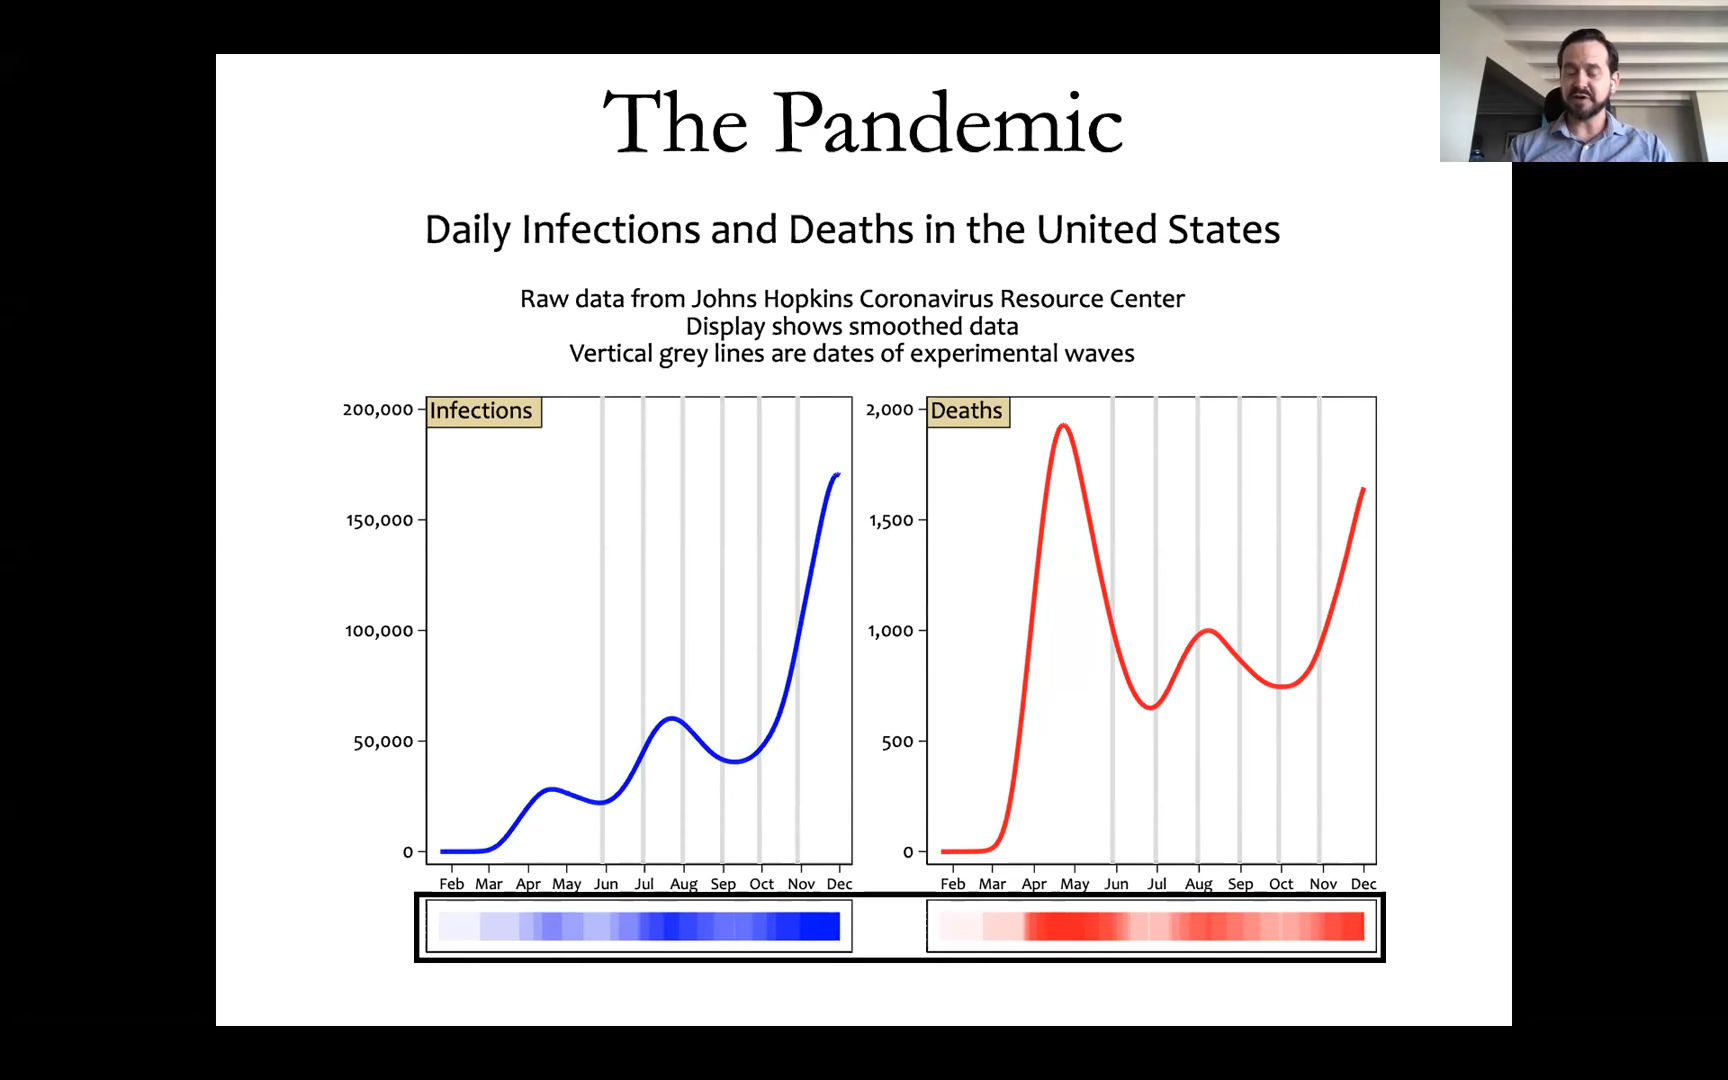 The Pandemic
Daily Infections and Deaths in the United States
Raw data from Johns Hopkins Coronavirus Resource Center
Display shows smoothed data
Vertical grey lines are dates of experimental waves
Infections
200,000
150,000
100,000
50,000
0
Feb Mar Apr May Jun Jul Aug Sep Oct Nov Dec
Deaths
2,000
1,500
1,000
500
0
Feb Mar Apr May Jun Jul Aug Sep Oct Nov Dec